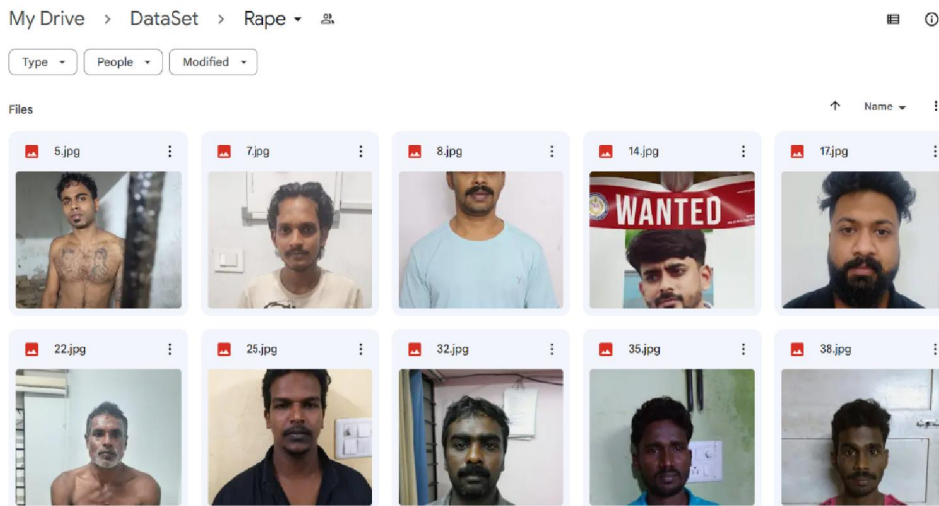 My Drive > DataSet > Rape
Type People Modified
Files Name
5.jpg 7.jpg 8.jpg 14.jpg 17.jpg
WANTED
22.jpg 25.jpg 32.jpg 35.jpg 38.jpg